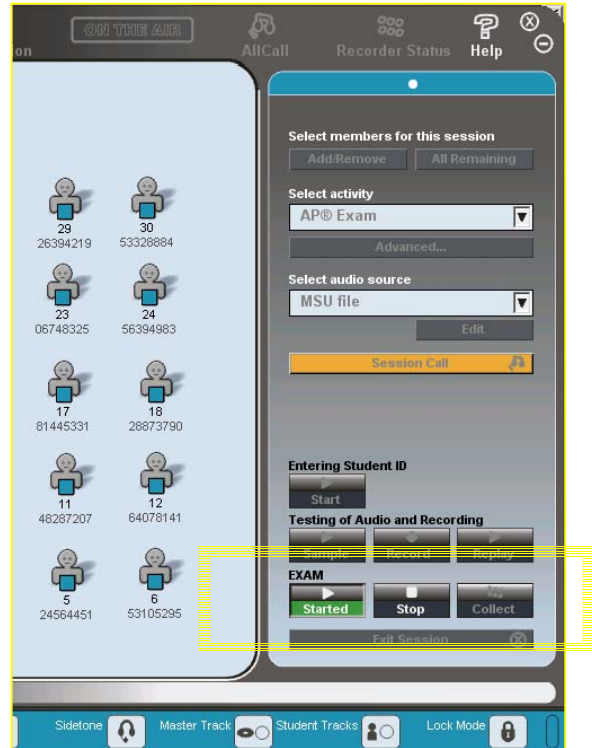 ON THE AIR
on
AllCall
Recorder Status
Help
Select members for this session
Add/Remove
All Remaining
Select activity
AP® Exam
Advanced...
Select audio source
MSU file
Edit
Session Call
29
30
26394219
53328884
23
24
06748325
56394983
17
18
81445331
28873790
11
12
48287207
64078141
5
6
24564451
53105295
Entering Student ID
Start
Testing of Audio and Recording
Sample
Record
Replay
EXAM
Started
Stop
Collect
Exit Session
Sidetone
Master Track
Student Tracks
Lock Mode